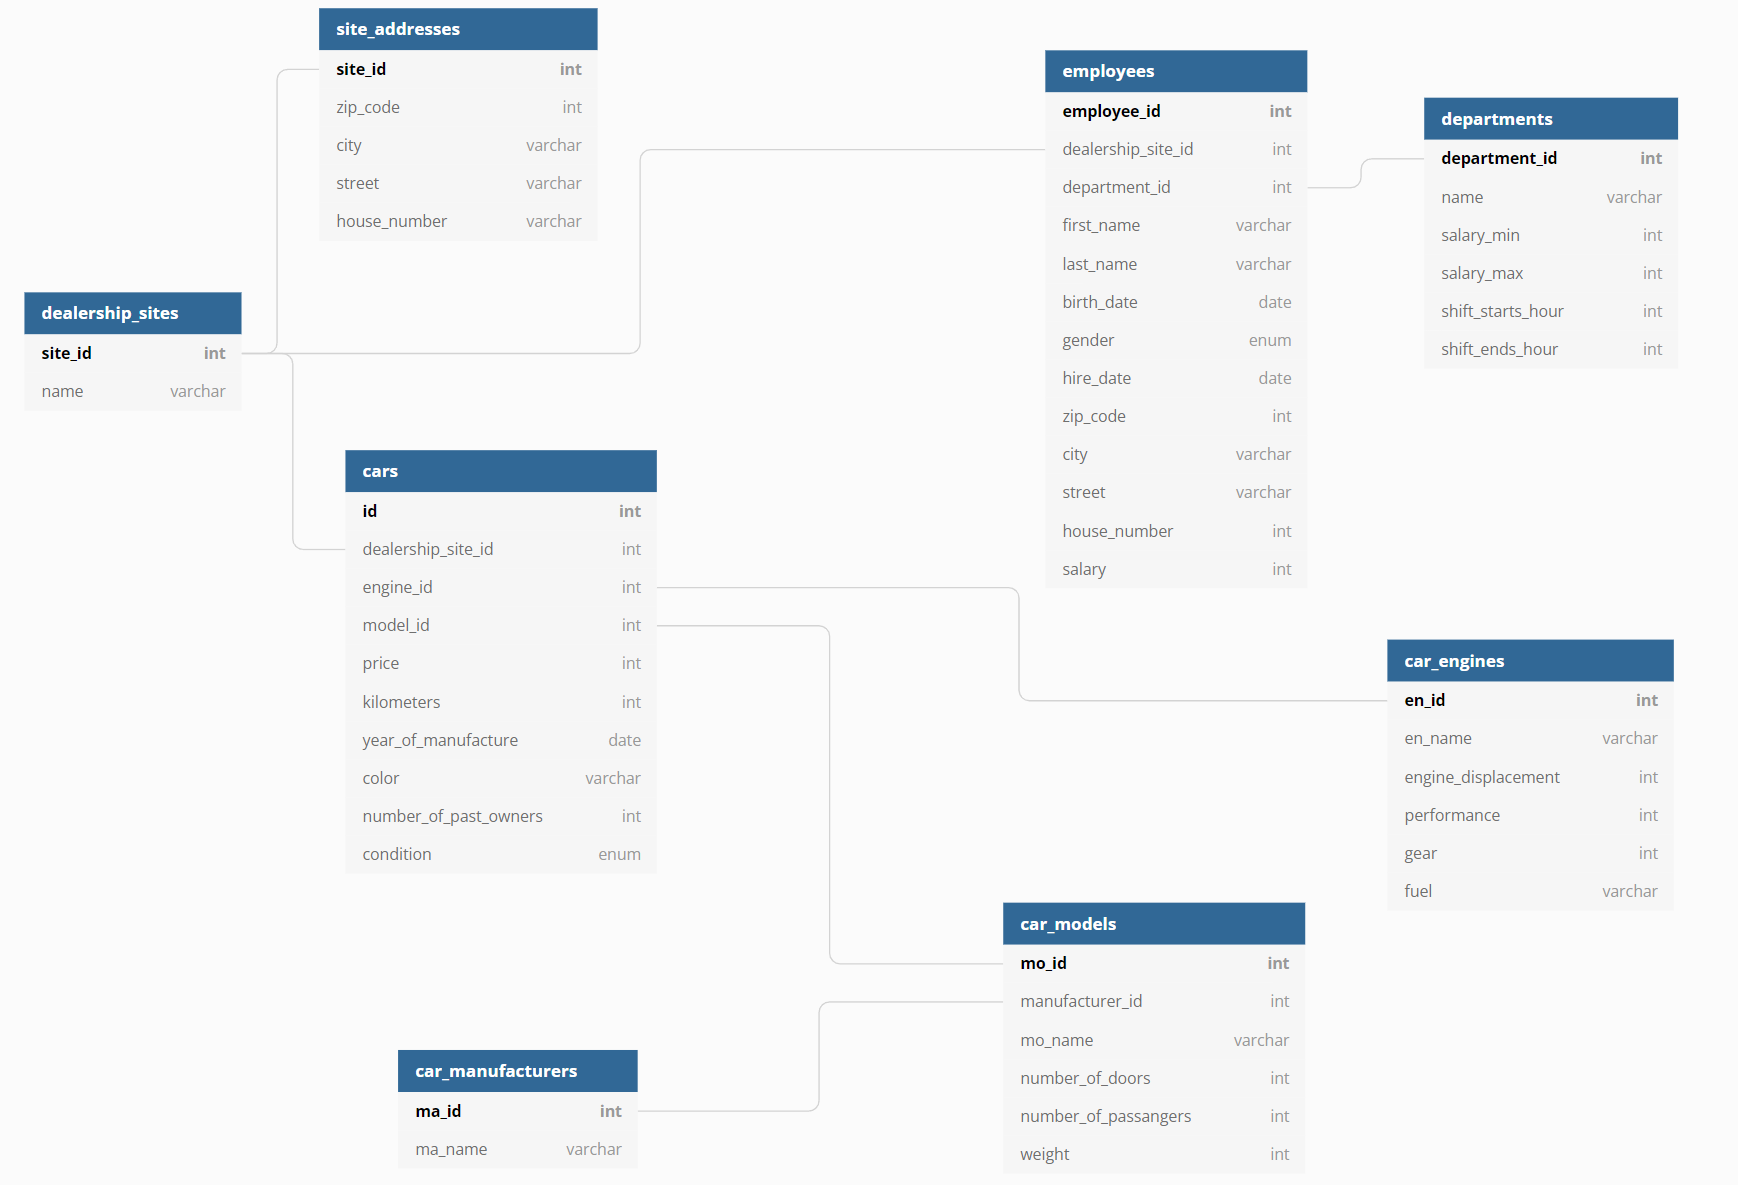 site_addresses
site_id int
zip_code int
city varchar
street varchar
house_number varchar
employees
employee_id int
dealership_site_id int
department_id int
first_name varchar
last_name varchar
birth_date date
gender enum
hire_date date
zip_code int
city varchar
street varchar
house_number int
salary int
departments
department_id int
name varchar
salary_min int
salary_max int
shift_starts_hour int
shift_ends_hour int
dealership_sites
site_id int
name varchar
cars
id int
dealership_site_id int
engine_id int
model_id int
price int
kilometers int
year_of_manufacture date
color varchar
number_of_past_owners int
condition enum
car_engines
en_id int
en_name varchar
engine_displacement int
performance int
gear int
fuel varchar
car_models
mo_id int
manufacturer_id int
mo_name varchar
number_of_doors int
number_of_passangers int
weight int
car_manufacturers
ma_id int
ma_name varchar